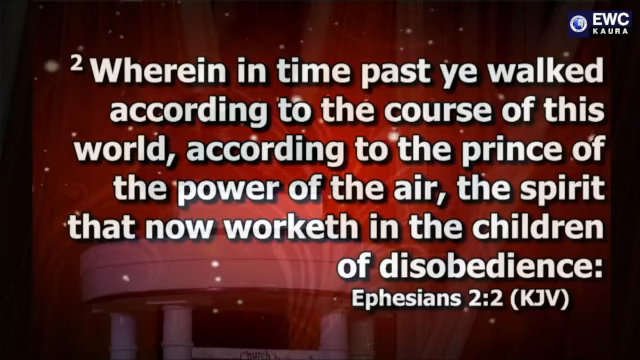 EWC
KAURA
2 Wherein in time past ye walked
according to the course of this
world, according to the prince of
the power of the air, the spirit
that now worketh in the children
of disobedience:
Ephesians 2:2 (KJV)
Church